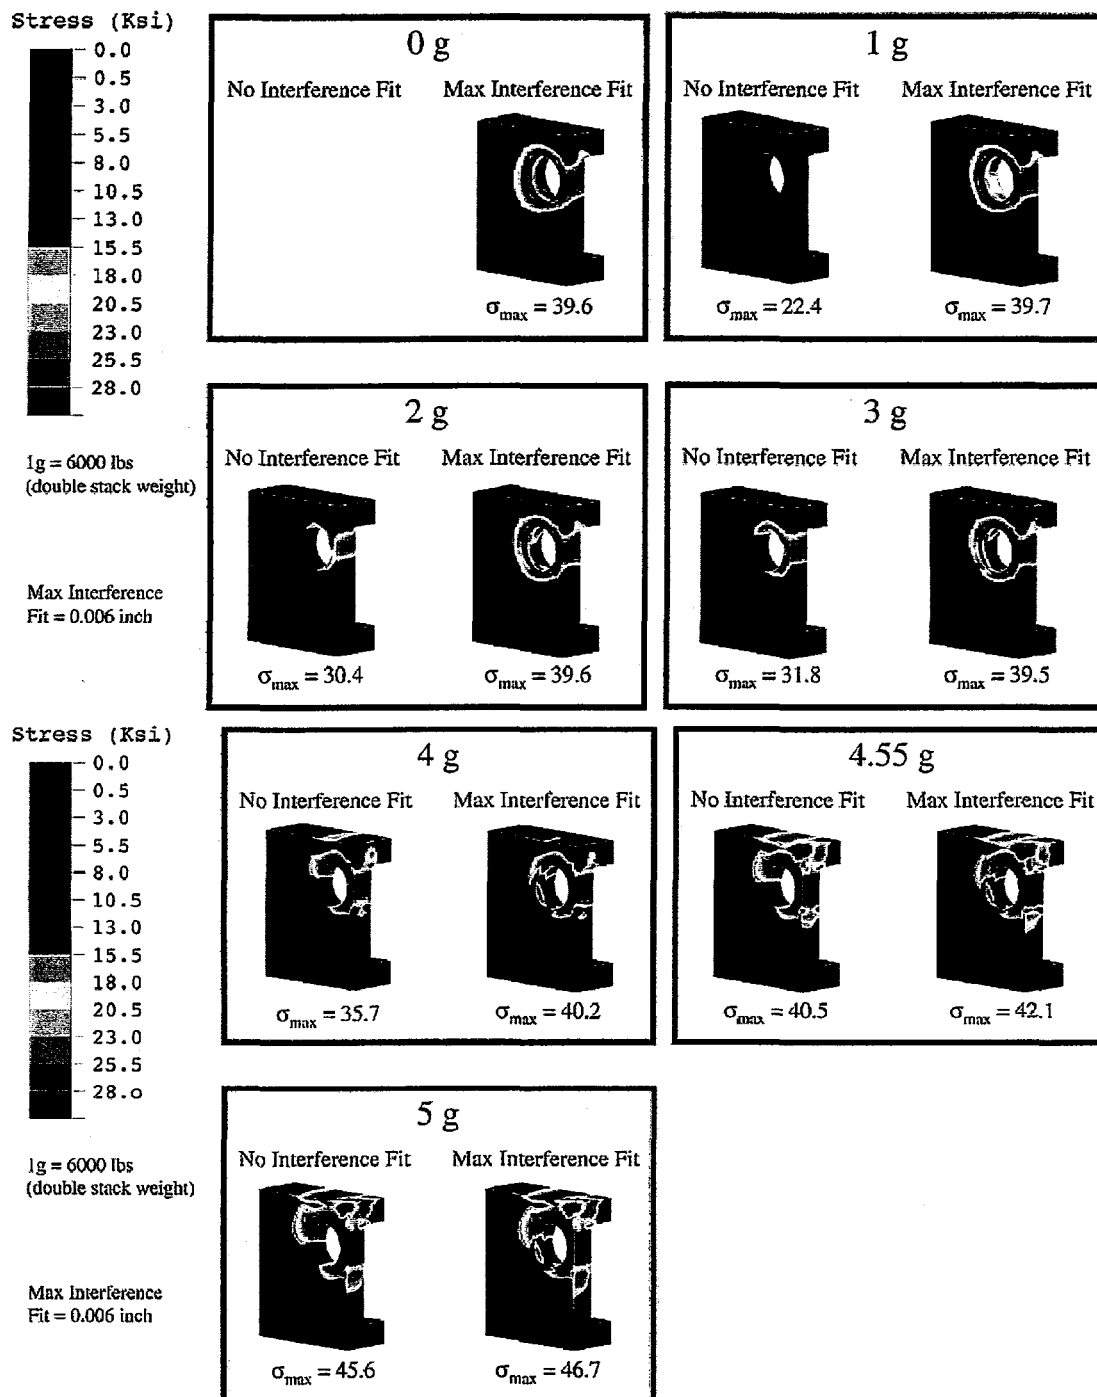 Stress (Ksi)
0.0
0.5
3.0
5.5
8.0
10.5
13.0
15.5
18.0
20.5
23.0
25.5
28.0
1g = 6000 lbs
(double stack weight)
Max Interference
Fit = 0.006 inch
0 g
No Interference Fit
Max Interference Fit
σmax = 39.6
1 g
No Interference Fit
Max Interference Fit
σmax = 22.4
σmax = 39.7
2 g
No Interference Fit
Max Interference Fit
σmax = 30.4
σmax = 39.6
3 g
No Interference Fit
Max Interference Fit
σmax = 31.8
σmax = 39.5
Stress (Ksi)
0.0
0.5
3.0
5.5
8.0
10.5
13.0
15.5
18.0
20.5
23.0
25.5
28.o
1g = 6000 lbs
(double stack weight)
Max Interference
Fit = 0.006 inch
4 g
No Interference Fit
Max Interference Fit
σmax = 35.7
σmax = 40.2
4.55 g
No Interference Fit
Max Interference Fit
σmax = 40.5
σmax = 42.1
5 g
No Interference Fit
Max Interference Fit
σmax = 45.6
σmax = 46.7